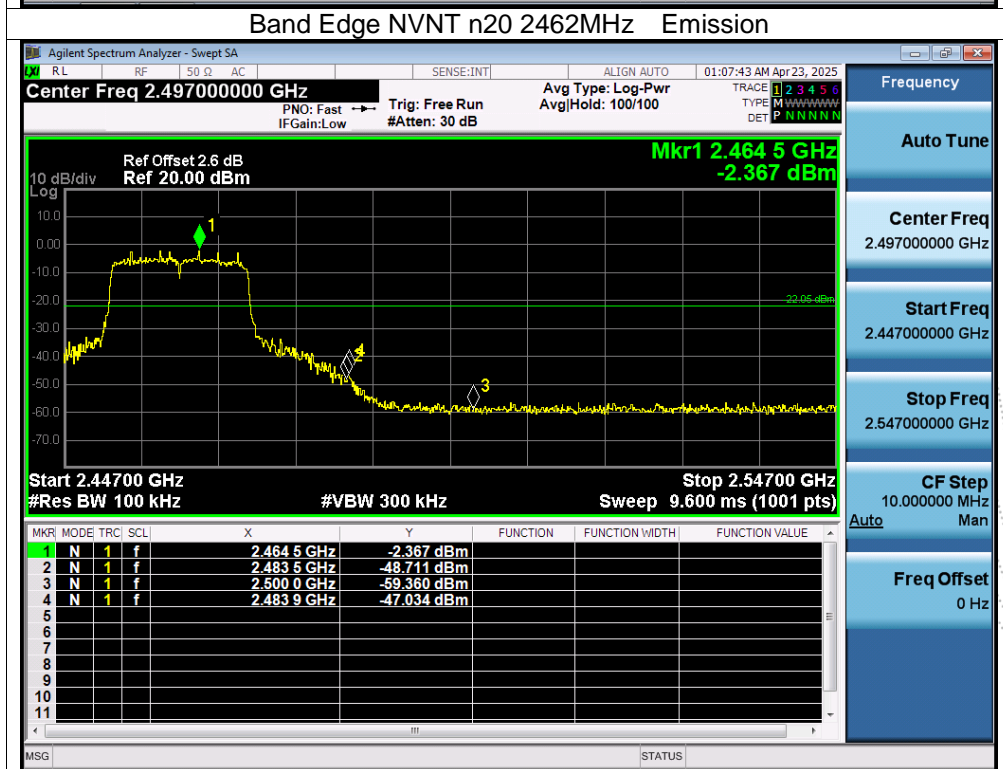 Band Edge NVNT n20 2462MHz Emission
Agilent Spectrum Analyzer - Swept SA
LXI RL RF 50 Ω AC SENSE:INT ALIGN AUTO 01:07:43 AM Apr 23, 2025
Center Freq 2.497000000 GHz
PNO: Fast
IFGain:Low
Trig: Free Run
#Atten: 30 dB
Avg Type: Log-Pwr
Avg|Hold: 100/100
TRACE 1 2 3 4 5 6
TYPE M WWWWW
DET P N N N N N
Ref Offset 2.6 dB
Ref 20.00 dBm
10 dB/div
Log
Mkr1 2.464 5 GHz
-2.367 dBm
10.0
0.00
-10.0
-20.0
-30.0
-40.0
-50.0
-60.0
-70.0
1
-22.05 dBm
4
2
3
Start 2.44700 GHz
Stop 2.54700 GHz
#Res BW 100 kHz
#VBW 300 kHz
Sweep 9.600 ms (1001 pts)
MKR MODE TRC SCL X Y FUNCTION FUNCTION WIDTH FUNCTION VALUE
1 N 1 f 2.464 5 GHz -2.367 dBm
2 N 1 f 2.483 5 GHz -48.711 dBm
3 N 1 f 2.500 0 GHz -59.360 dBm
4 N 1 f 2.483 9 GHz -47.034 dBm
5
6
7
8
9
10
11
MSG
STATUS
Frequency
Auto Tune
Center Freq
2.497000000 GHz
Start Freq
2.447000000 GHz
Stop Freq
2.547000000 GHz
CF Step
10.000000 MHz
Auto Man
Freq Offset
0 Hz